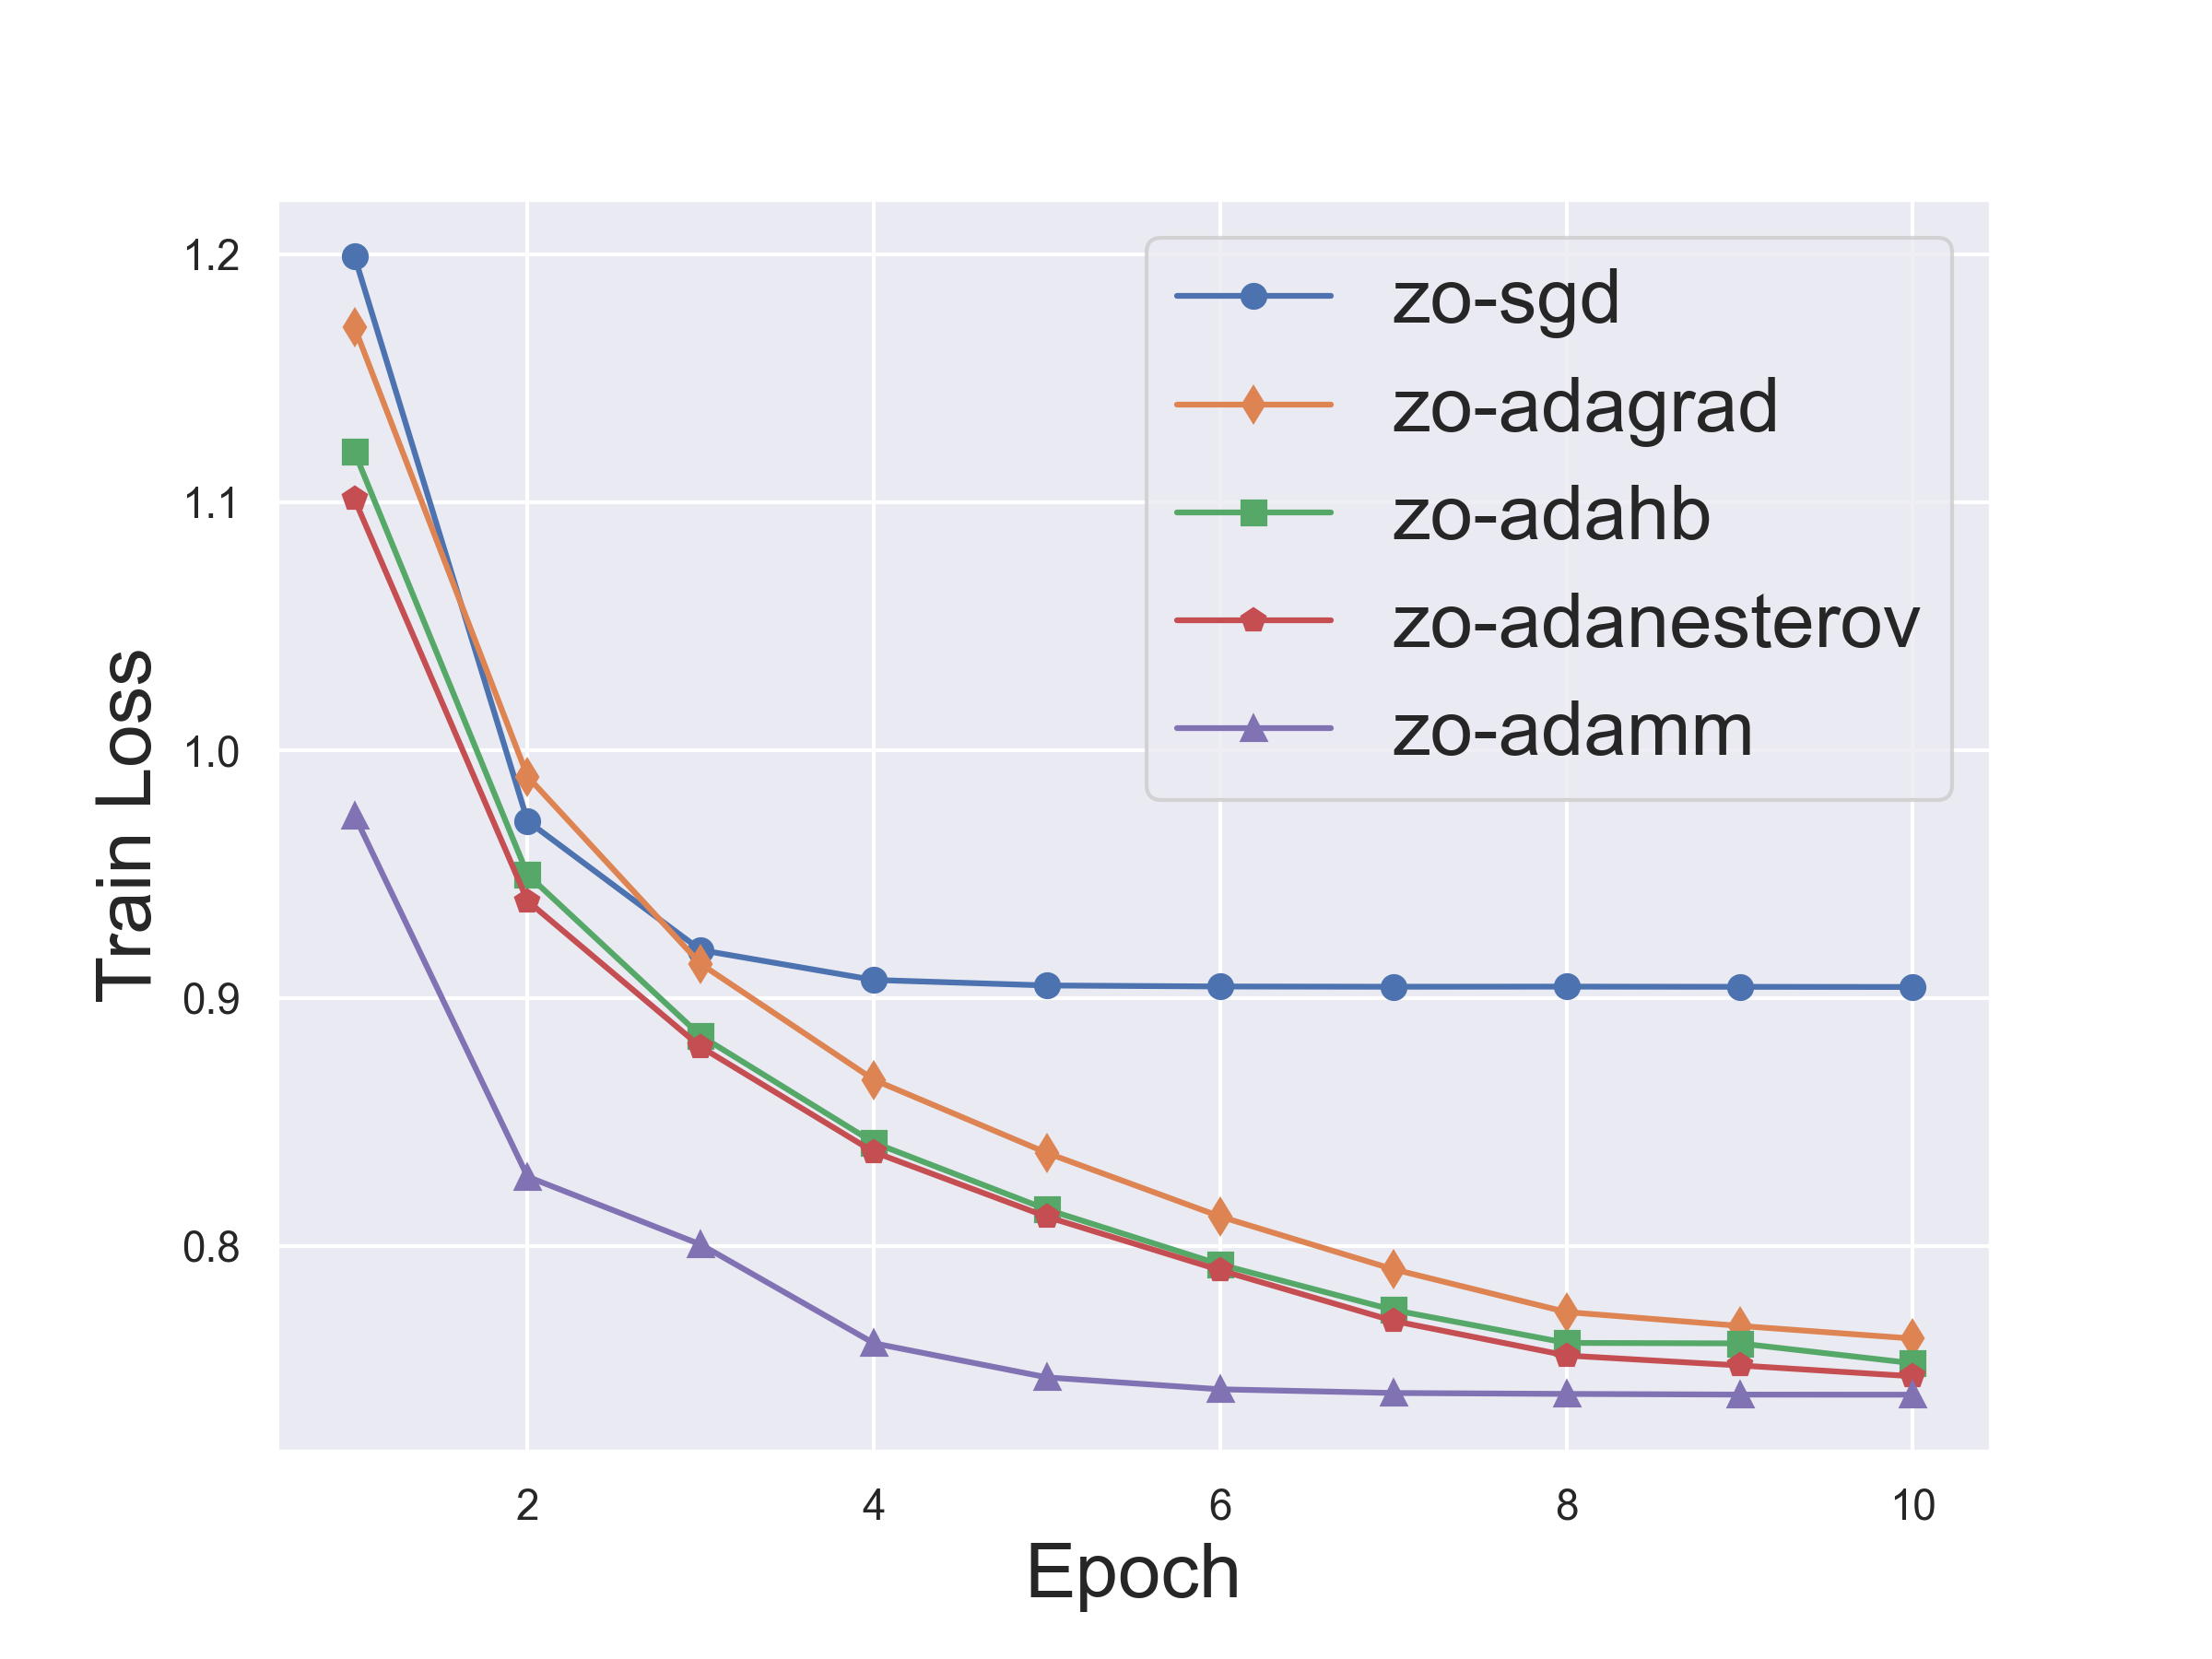 1.2
1.1
1.0
0.9
0.8
Train Loss
zo-sgd
zo-adagrad
zo-adahb
zo-adanesterov
zo-adamm
2 4 6 8 10
Epoch